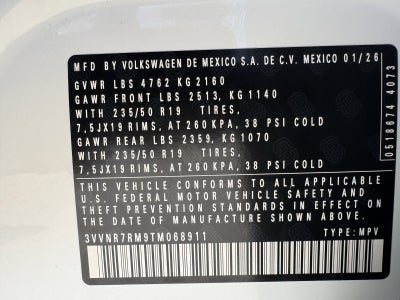 MFD BY VOLKSWAGEN DE MEXICO S.A. DE C.V. MEXICO 01/26
GVWR LBS 4762 KG 2160
GAWR FRONT LBS 2513, KG 1140
WITH 235/50 R19 TIRES,
7,5JX19 RIMS, AT 260 KPA, 38 PSI COLD
GAWR REAR LBS 2359, KG 1070
WITH 235/50 R19 TIRES,
7,5JX19 RIMS, AT 260 KPA, 38 PSI COLD
THIS VEHICLE CONFORMS TO ALL APPLICABLE
U.S. FEDERAL MOTOR VEHICLE SAFETY AND
THEFT PREVENTION STANDARDS IN EFFECT ON
THE DATE OF MANUFACTURE SHOWN ABOVE.
3VVNR7RM9TM068911 TYPE: MPV
0518674 4073